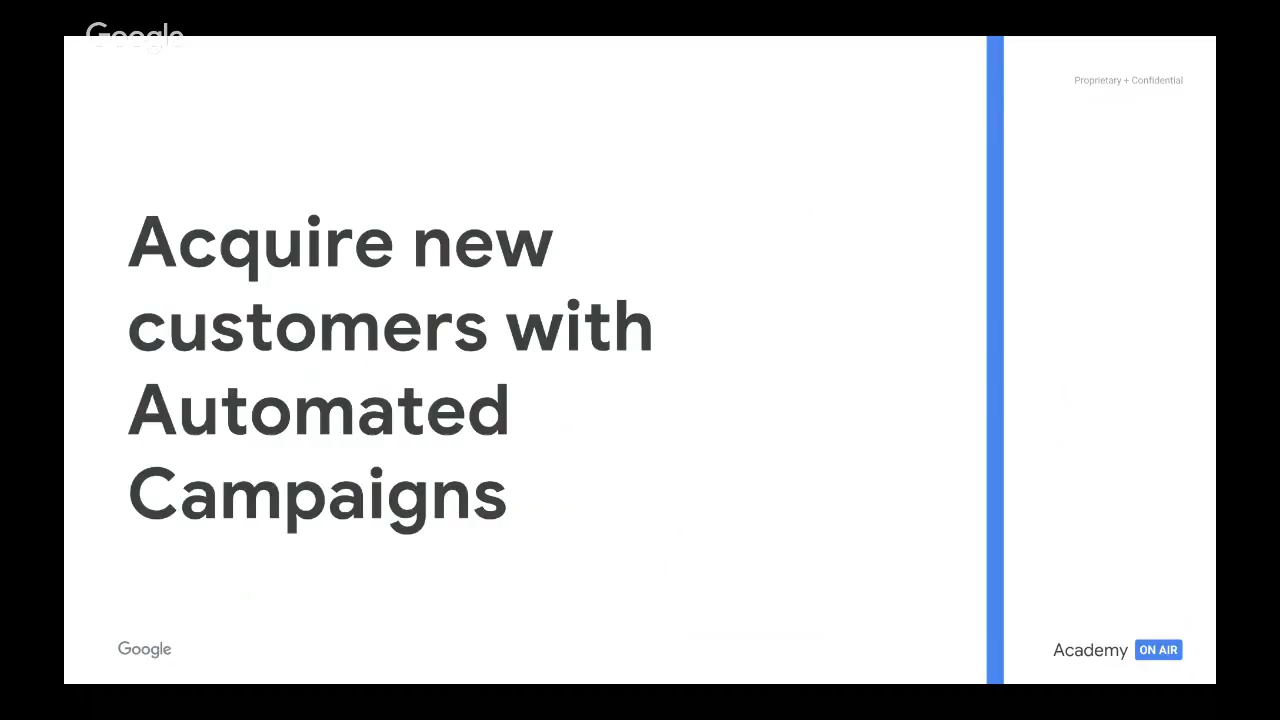 Google
Proprietary + Confidential
Acquire new
customers with
Automated
Campaigns
Google
Academy ON AIR